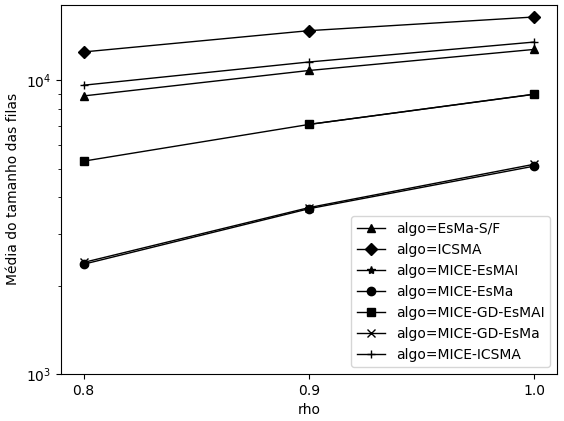 10⁴
10³
Média do tamanho das filas
0.8 0.9 1.0
rho
algo=EsMa-S/F
algo=ICSMA
algo=MICE-EsMAI
algo=MICE-EsMa
algo=MICE-GD-EsMAI
algo=MICE-GD-EsMa
algo=MICE-ICSMA